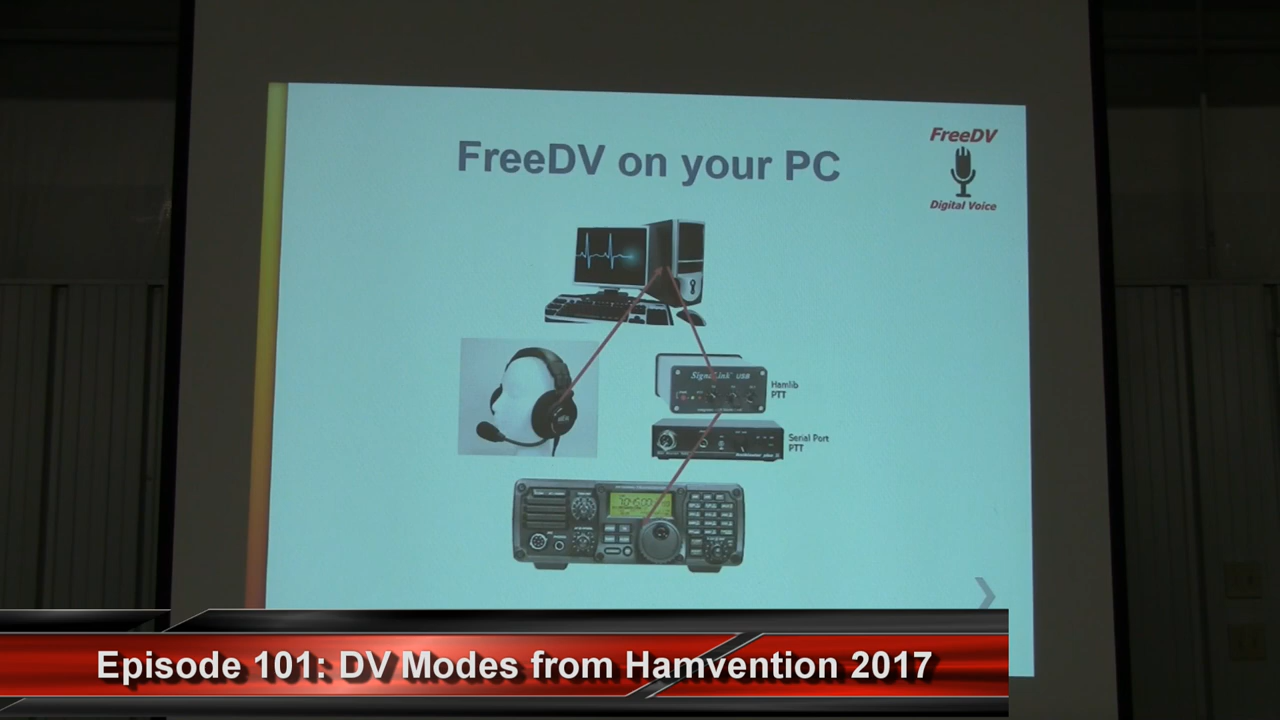 FreeDV on your PC
FreeDV
Digital Voice
SignaLink USB
Hamlib
PTT
Serial Port
PTT
Episode 101: DV Modes from Hamvention 2017